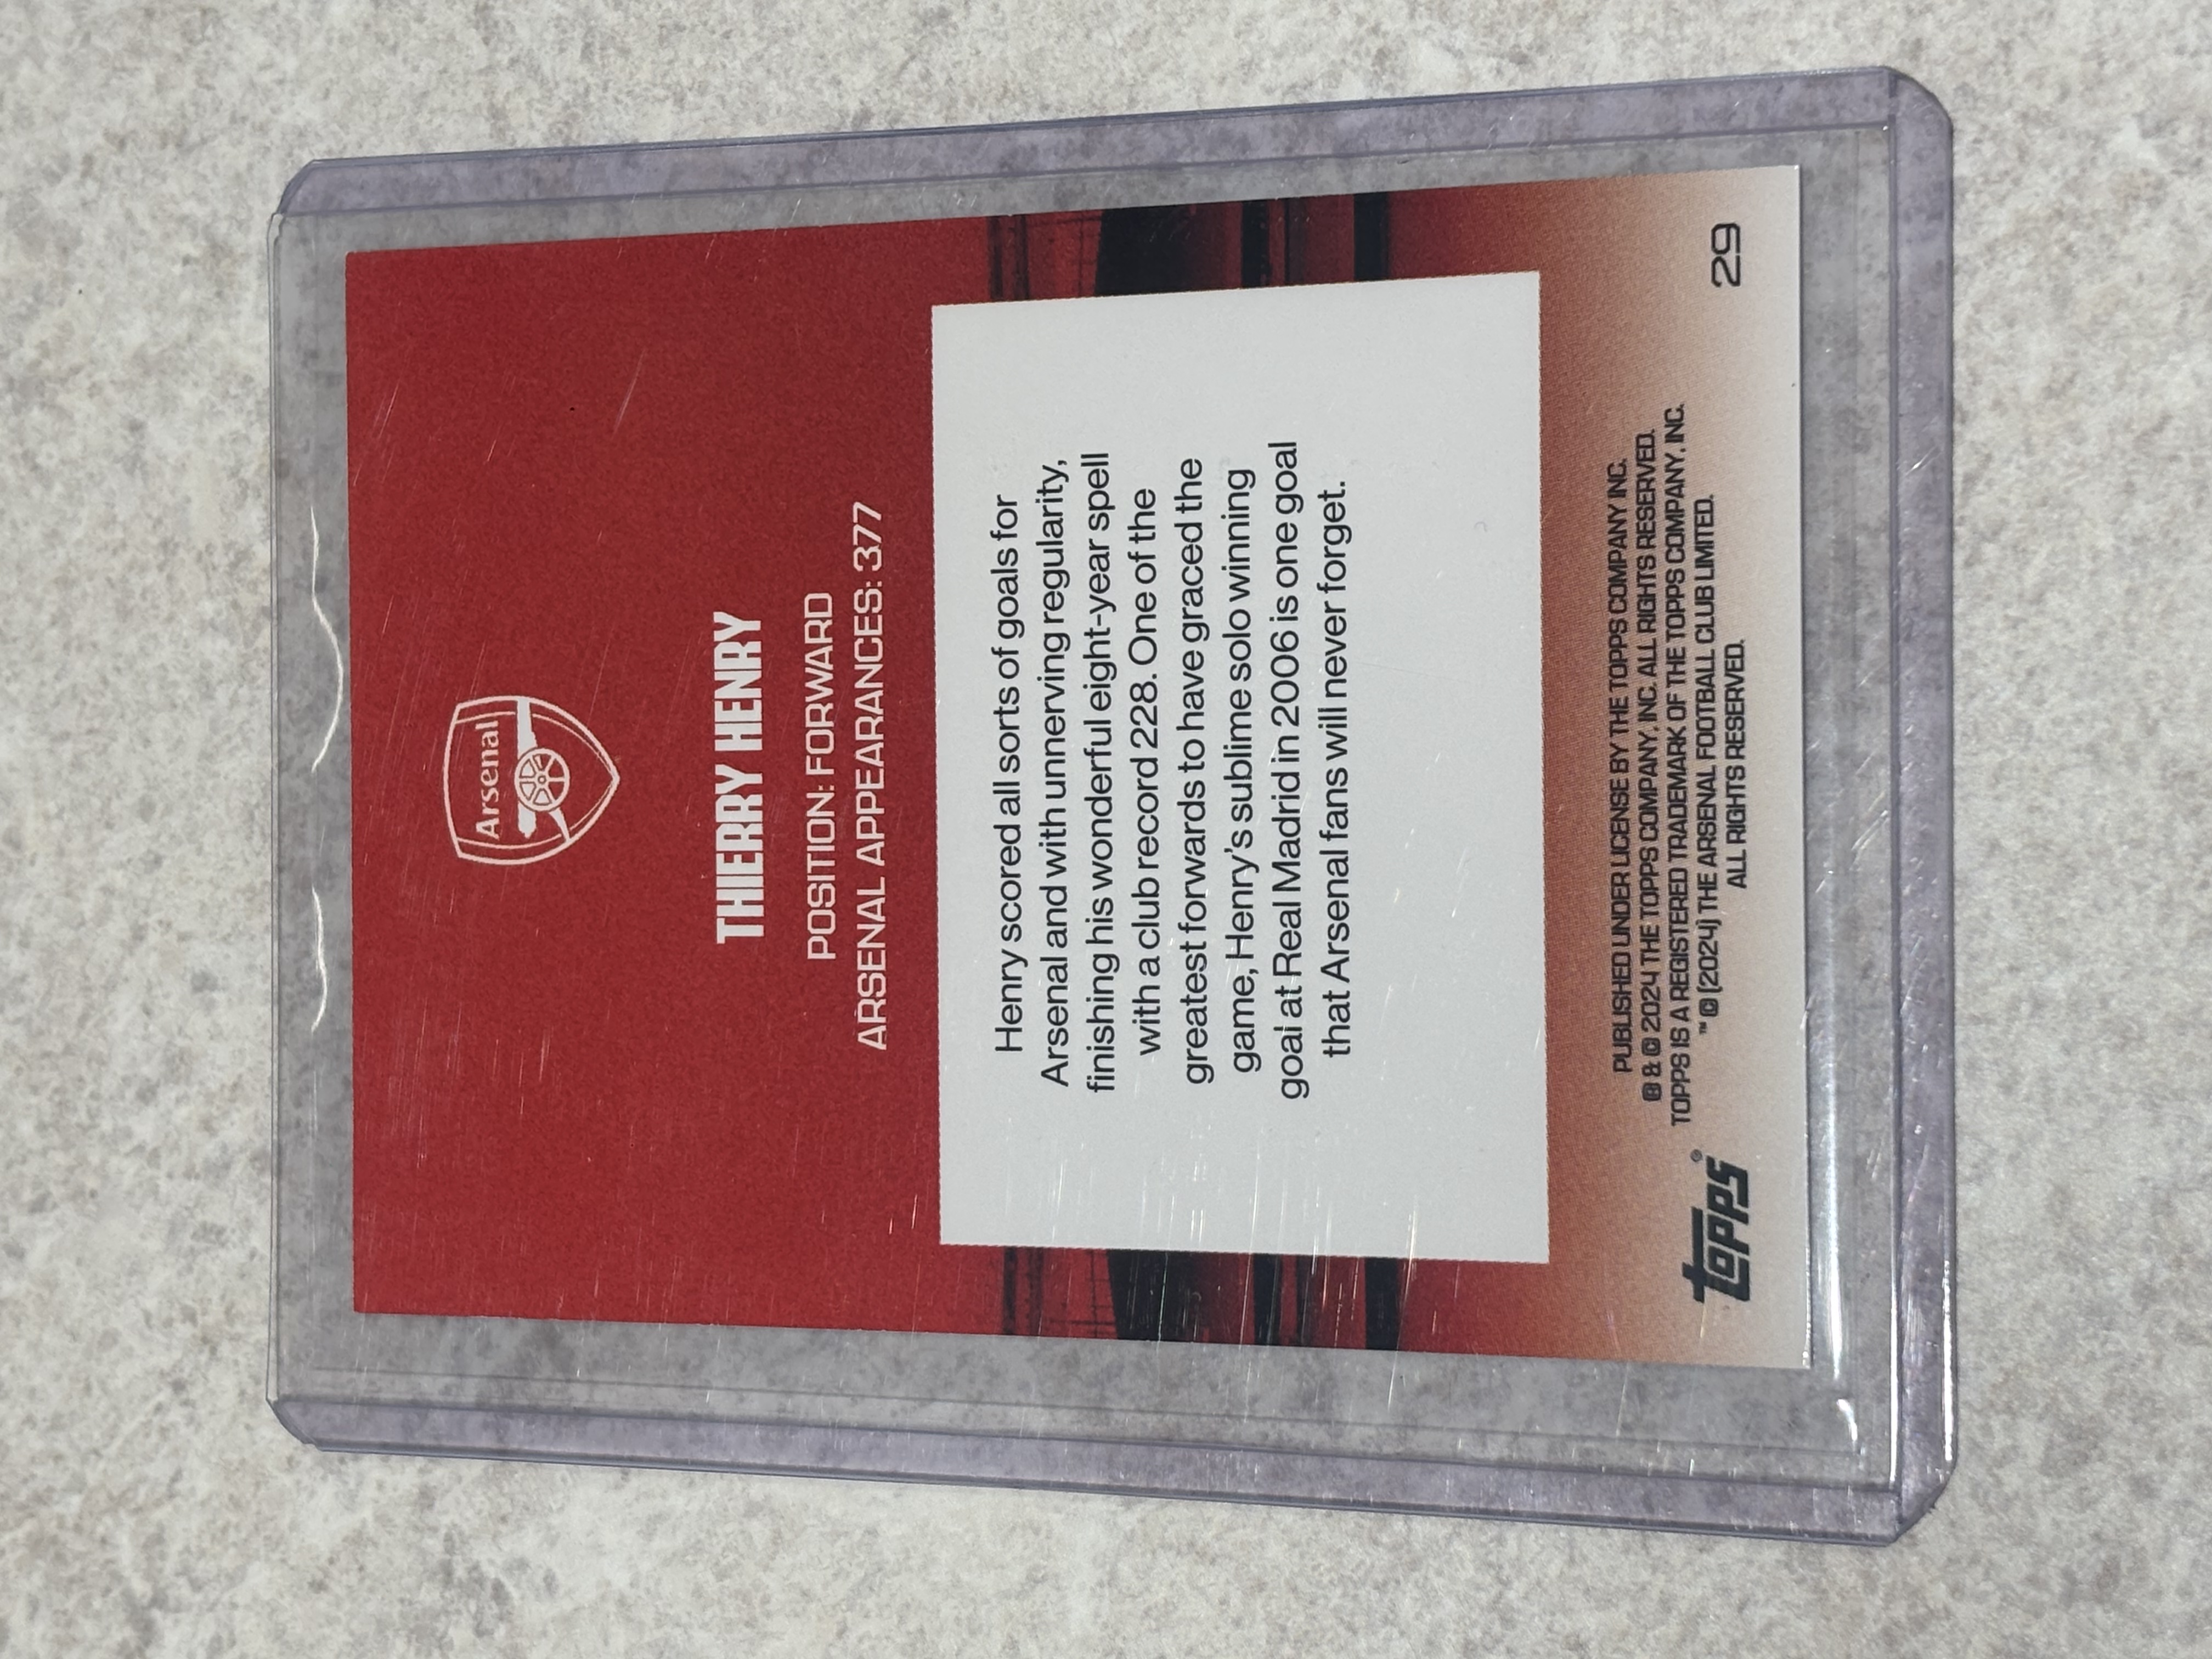 Arsenal
THIERRY HENRY
POSITION: FORWARD
ARSENAL APPEARANCES: 377
Henry scored all sorts of goals for
Arsenal and with unnerving regularity,
finishing his wonderful eight-year spell
with a club record 228. One of the
greatest forwards to have graced the
game, Henry's sublime solo winning
goal at Real Madrid in 2006 is one goal
that Arsenal fans will never forget.
PUBLISHED UNDER LICENSE BY THE TOPPS COMPANY INC.
® & © 2024 THE TOPPS COMPANY, INC. ALL RIGHTS RESERVED.
TOPPS IS A REGISTERED TRADEMARK OF THE TOPPS COMPANY, INC.
™ © [2024] THE ARSENAL FOOTBALL CLUB LIMITED.
ALL RIGHTS RESERVED.
topps®
29